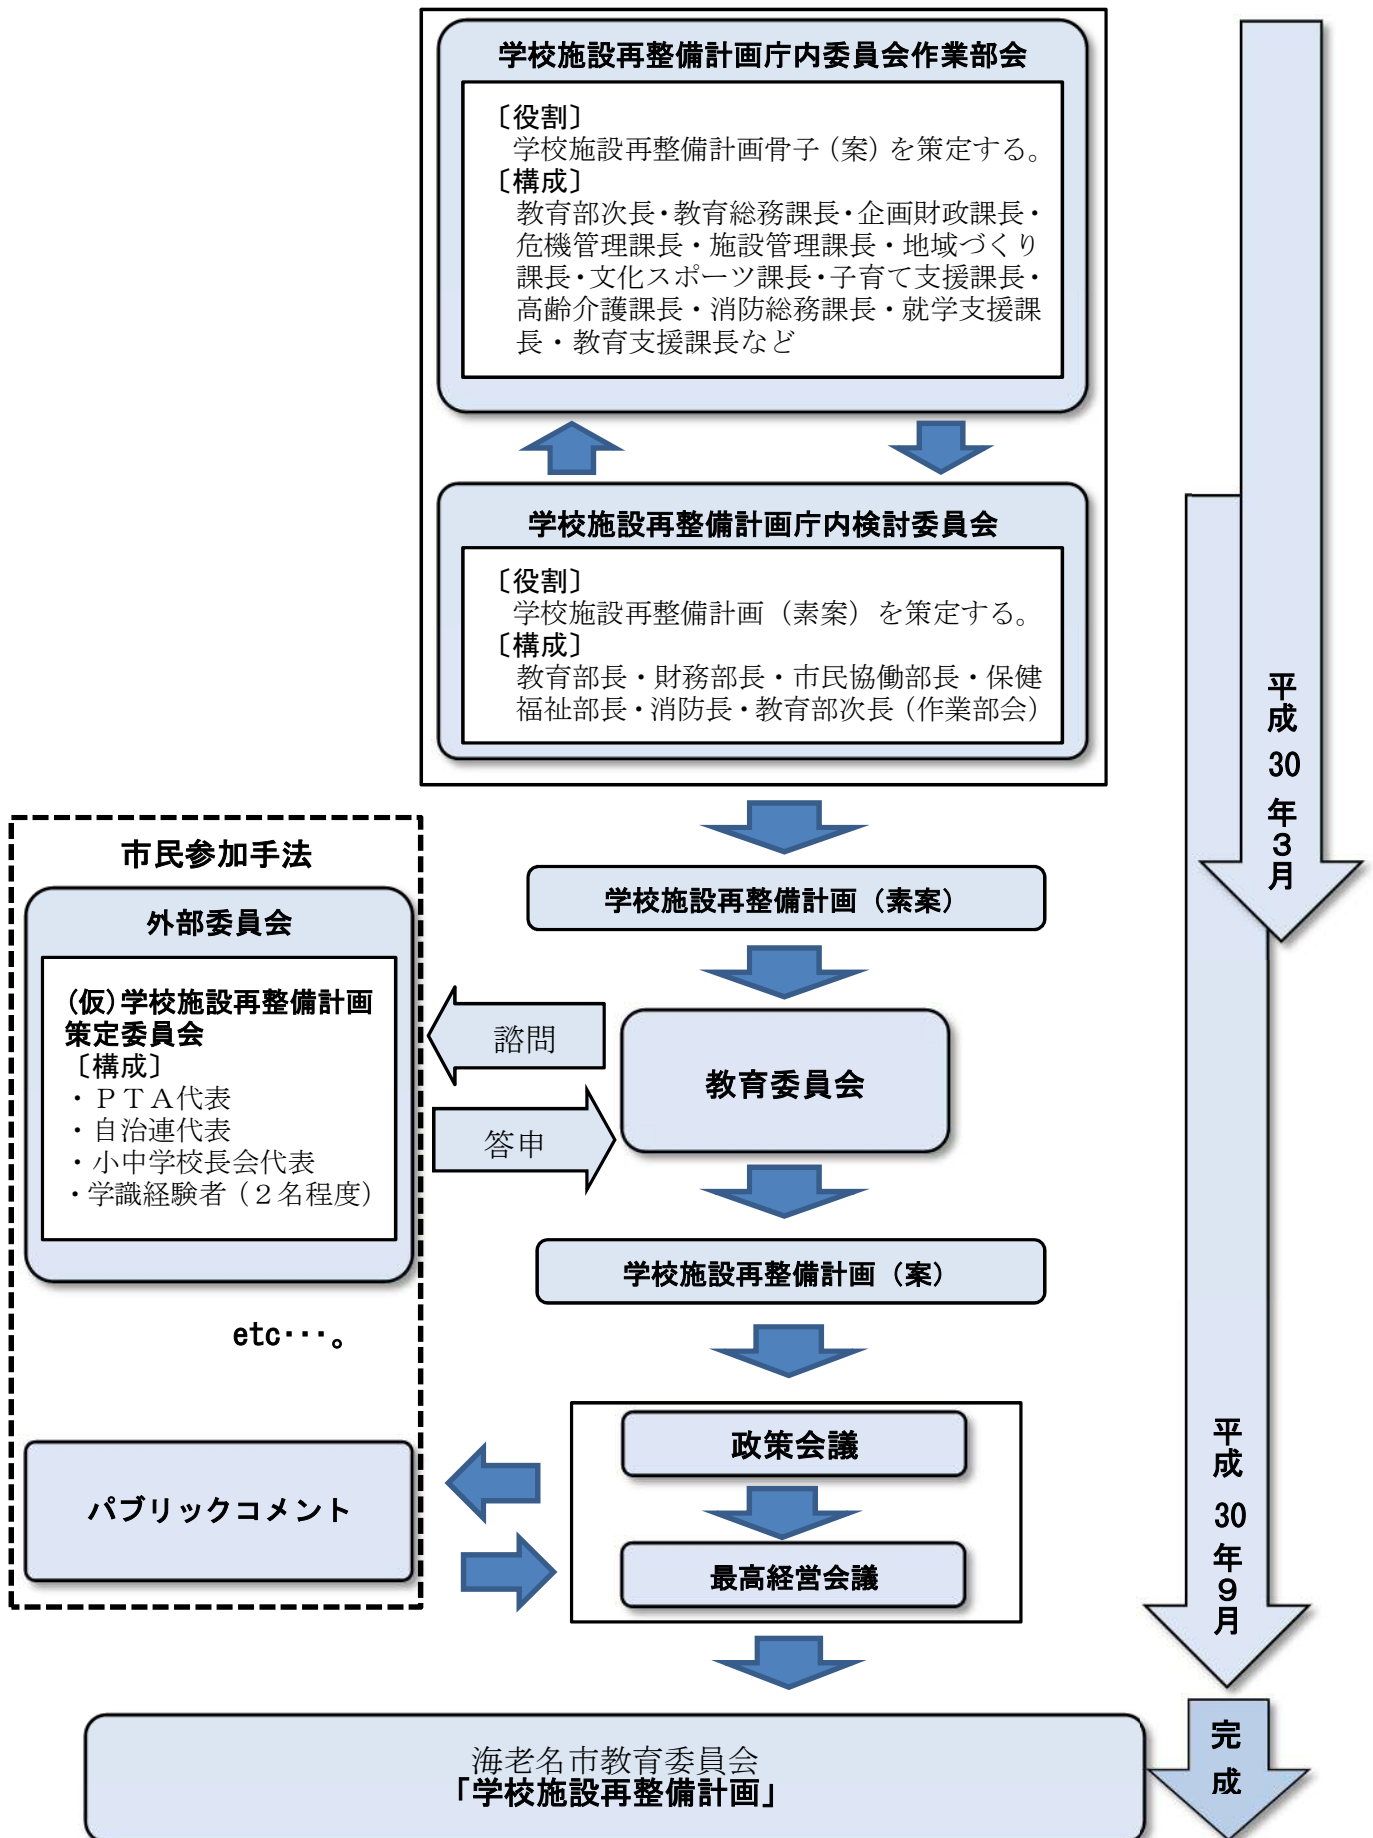 学校施設再整備計画庁内委員会作業部会
〔役割〕
学校施設再整備計画骨子（案）を策定する。
〔構成〕
教育部次長・教育総務課長・企画財政課長・
危機管理課長・施設管理課長・地域づくり
課長・文化スポーツ課長・子育て支援課長・
高齢介護課長・消防総務課長・就学支援課
長・教育支援課長など
学校施設再整備計画庁内検討委員会
〔役割〕
学校施設再整備計画（素案）を策定する。
〔構成〕
教育部長・財務部長・市民協働部長・保健
福祉部長・消防長・教育部次長（作業部会）
平成30年3月
市民参加手法
外部委員会
(仮)学校施設再整備計画
策定委員会
〔構成〕
・ＰＴＡ代表
・自治連代表
・小中学校長会代表
・学識経験者（２名程度）
etc･･･。
パブリックコメント
学校施設再整備計画（素案）
諮問
教育委員会
答申
学校施設再整備計画（案）
政策会議
最高経営会議
平成30年9月
完成
海老名市教育委員会
「学校施設再整備計画」